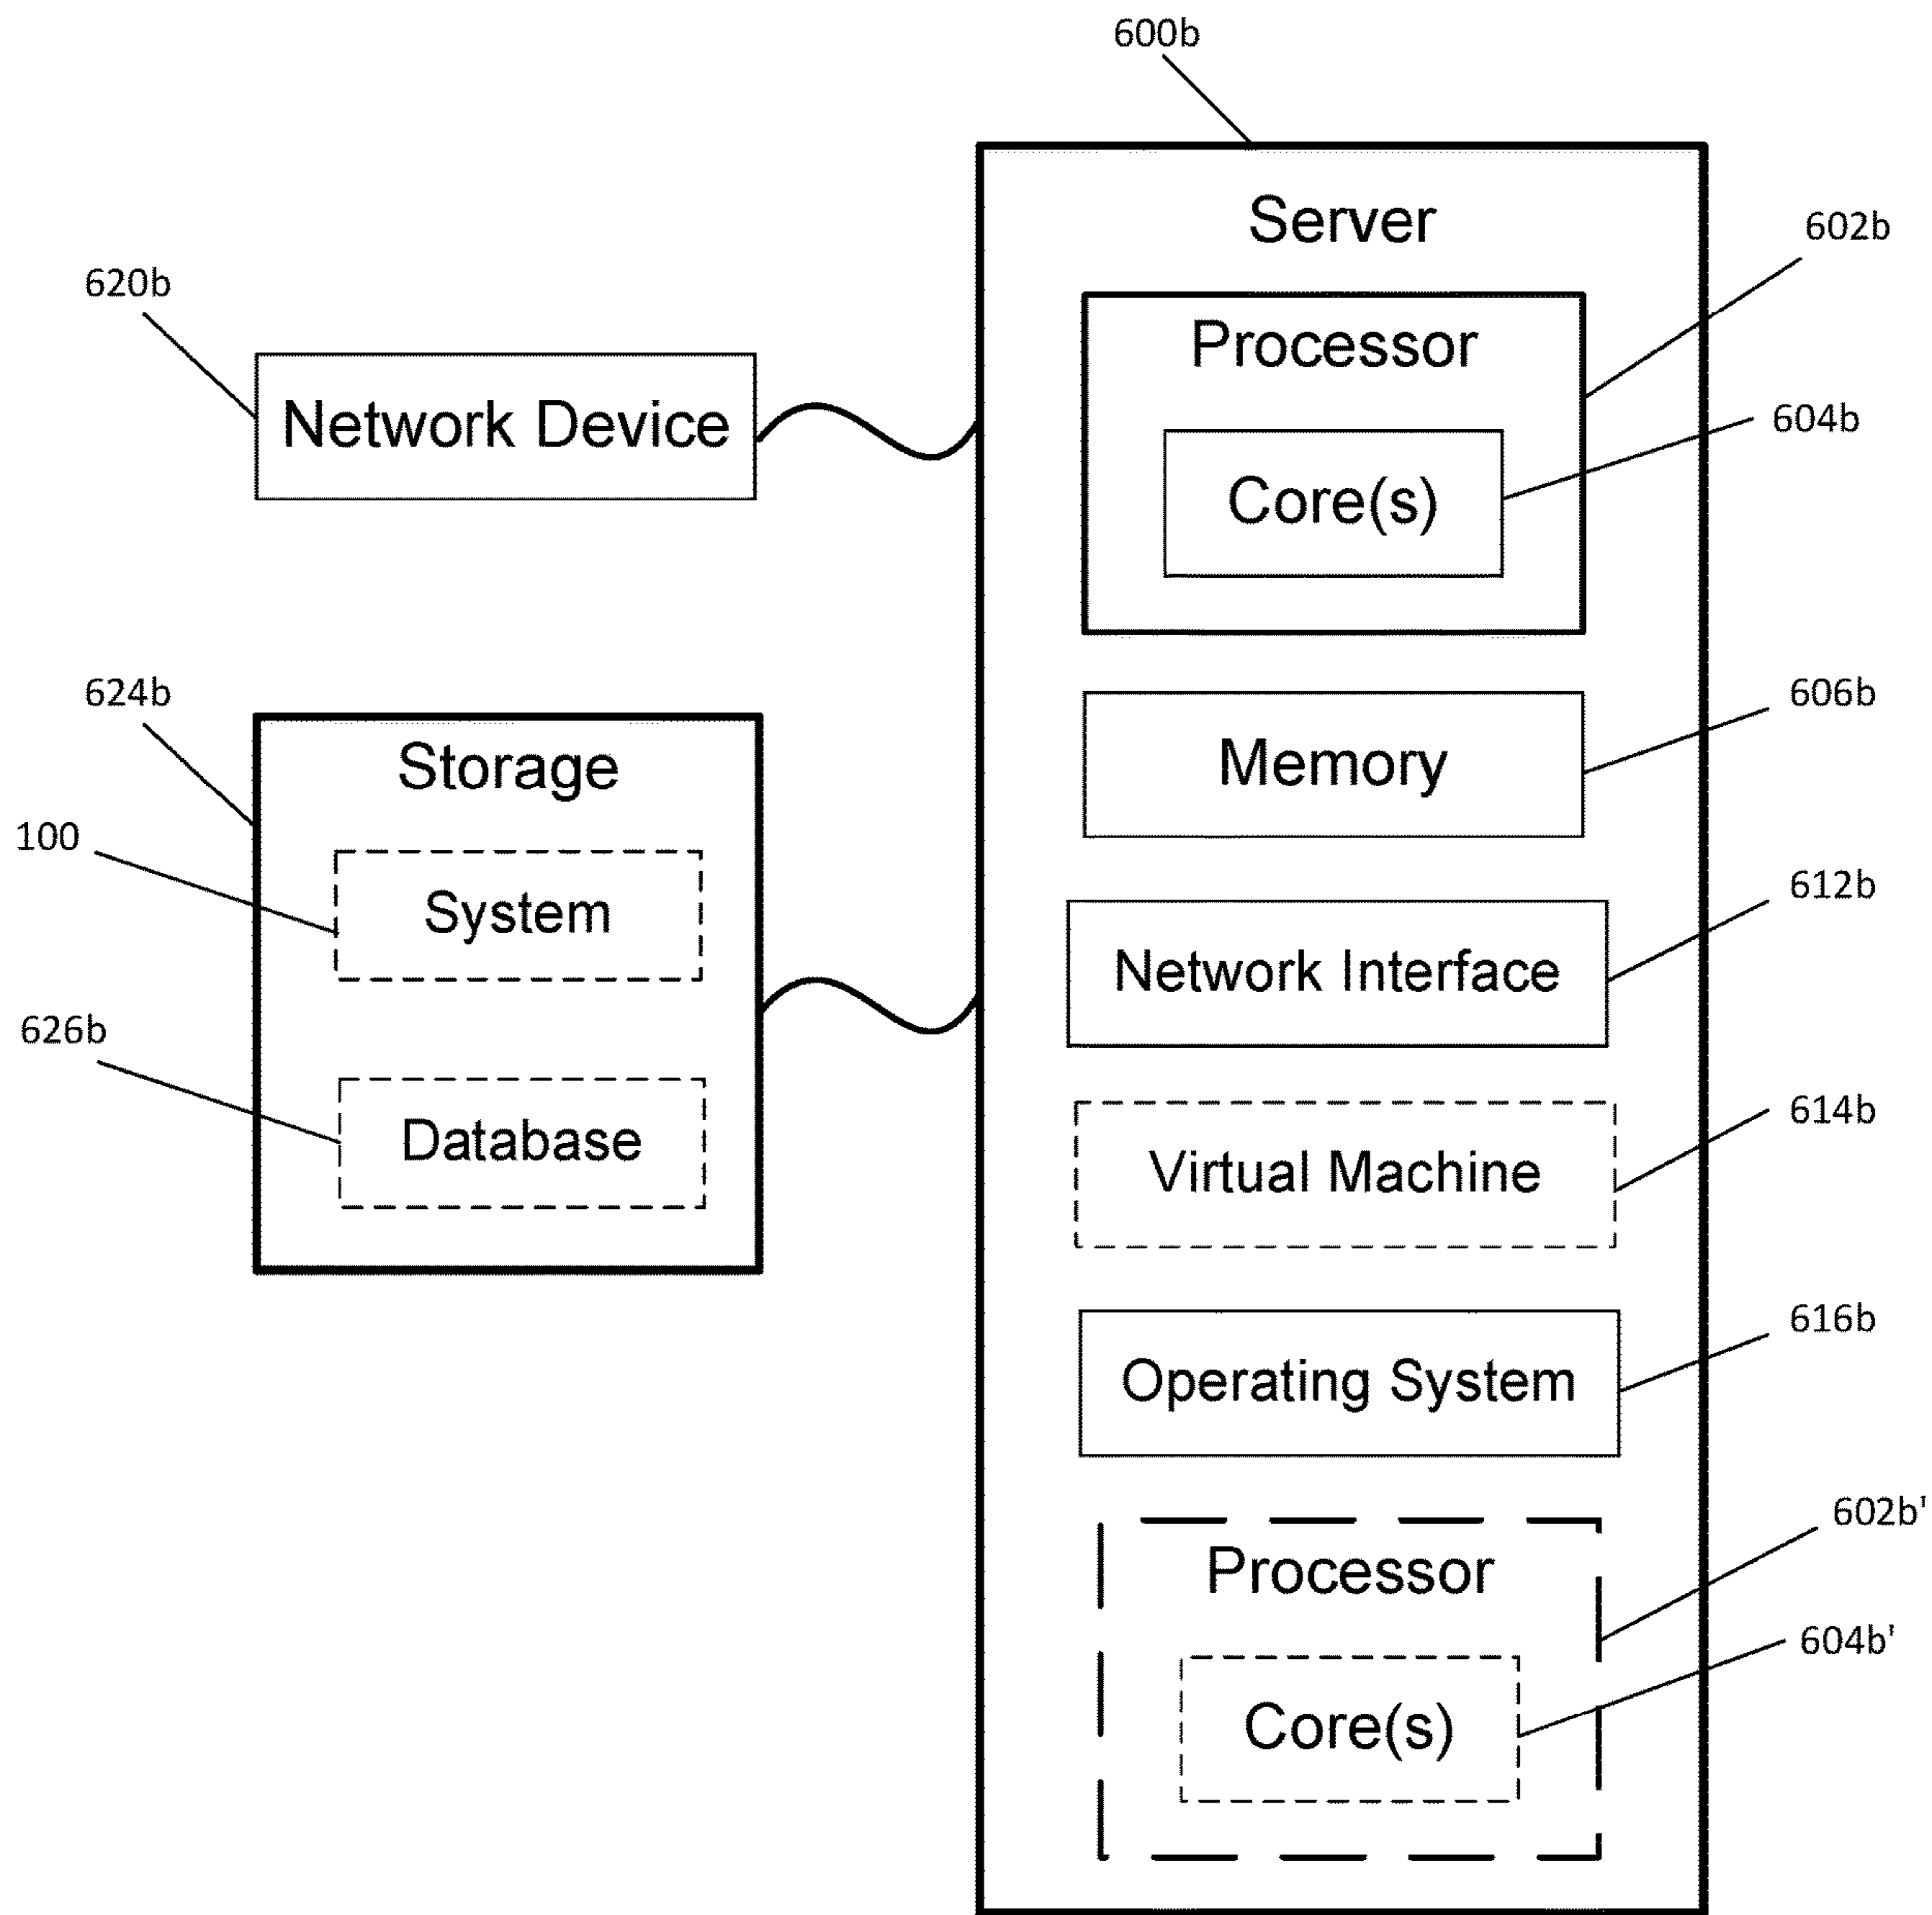 600b
Server
602b
620b
Processor
Network Device
604b
Core(s)
624b
606b
Storage
Memory
100
System
612b
Network Interface
626b
Database
614b
Virtual Machine
616b
Operating System
602b'
Processor
604b'
Core(s)